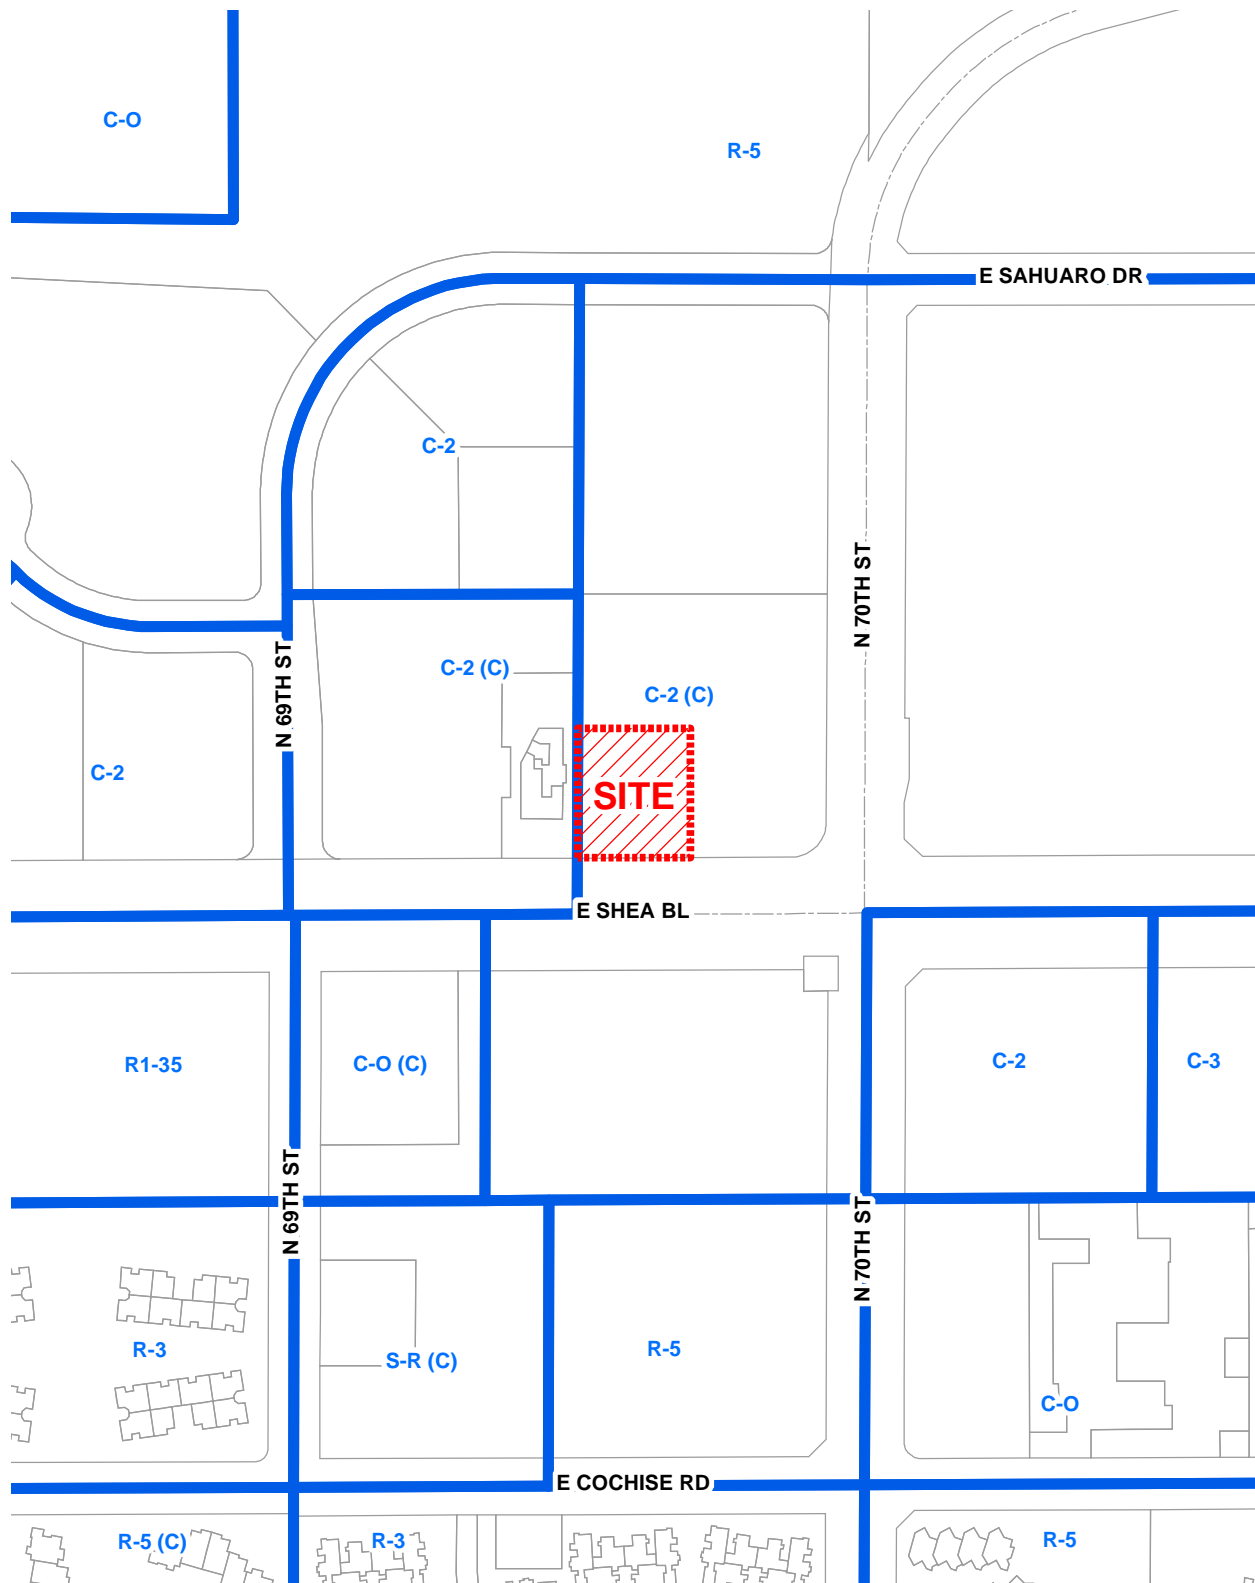 C-O
R-5
E SAHUARO DR
C-2
N 70TH ST
C-2 (C)
N 69TH ST
C-2 (C)
C-2
SITE
E SHEA BL
R1-35
C-O (C)
C-2
C-3
N 69TH ST
N 70TH ST
R-3
S-R (C)
R-5
C-O
E COCHISE RD
R-5 (C)
R-3
R-5